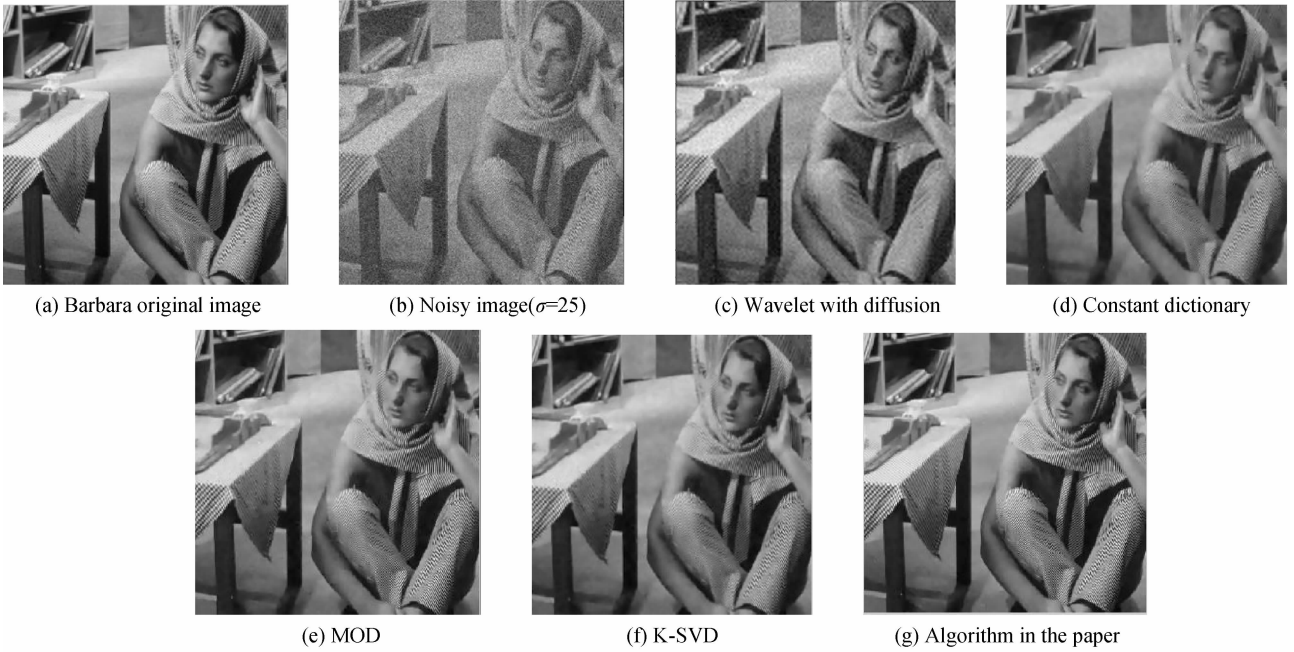 (a) Barbara original image
(b) Noisy image(σ=25)
(c) Wavelet with diffusion
(d) Constant dictionary
(e) MOD
(f) K-SVD
(g) Algorithm in the paper